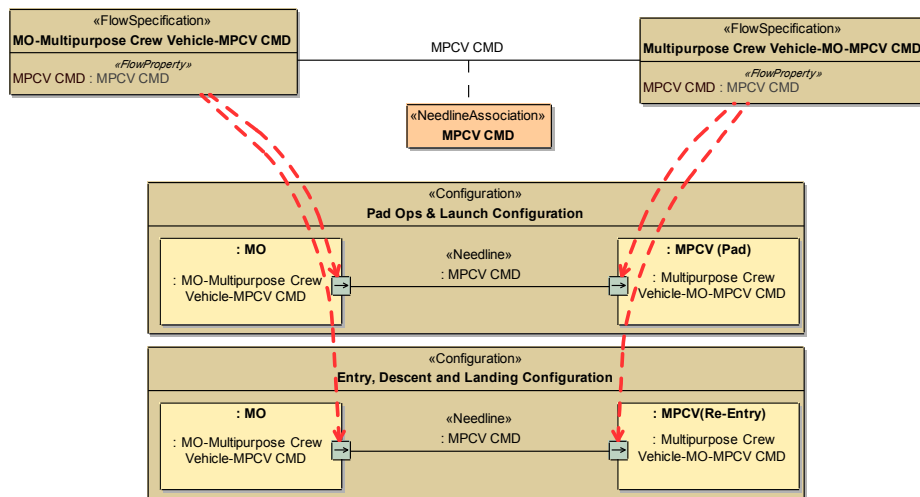 «FlowSpecification»
MO-Multipurpose Crew Vehicle-MPCV CMD
«FlowProperty»
MPCV CMD : MPCV CMD
MPCV CMD
«FlowSpecification»
Multipurpose Crew Vehicle-MO-MPCV CMD
«FlowProperty»
MPCV CMD : MPCV CMD
«NeedlineAssociation»
MPCV CMD
«Configuration»
Pad Ops & Launch Configuration
: MO
: MO-Multipurpose Crew
Vehicle-MPCV CMD
«Needline»
: MPCV CMD
: MPCV (Pad)
: Multipurpose Crew
Vehicle-MO-MPCV CMD
«Configuration»
Entry, Descent and Landing Configuration
: MO
: MO-Multipurpose Crew
Vehicle-MPCV CMD
«Needline»
: MPCV CMD
: MPCV(Re-Entry)
: Multipurpose Crew
Vehicle-MO-MPCV CMD